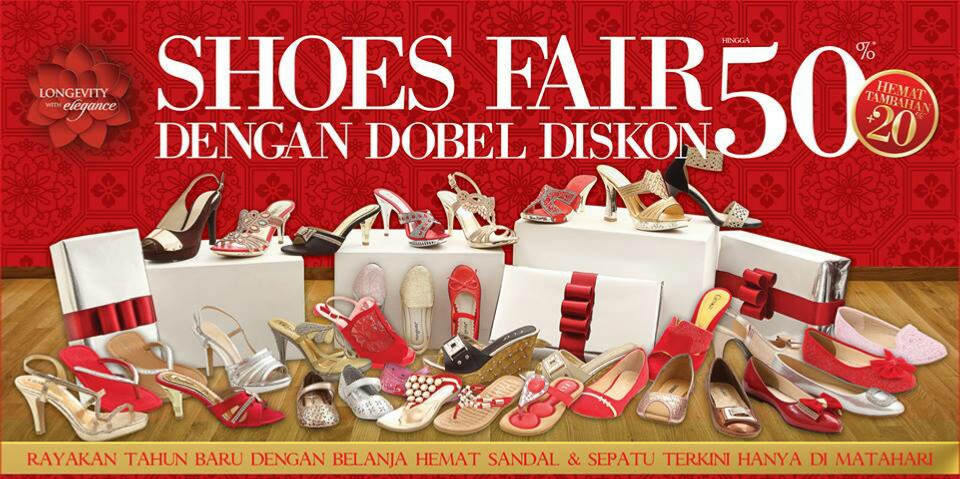 LONGEVITY
WITH elegance
SHOES FAIR
DENGAN DOBEL DISKON
HINGGA
50%*
HEMAT
TAMBAHAN
+20%
RAYAKAN TAHUN BARU DENGAN BELANJA HEMAT SANDAL & SEPATU TERKINI HANYA DI MATAHARI